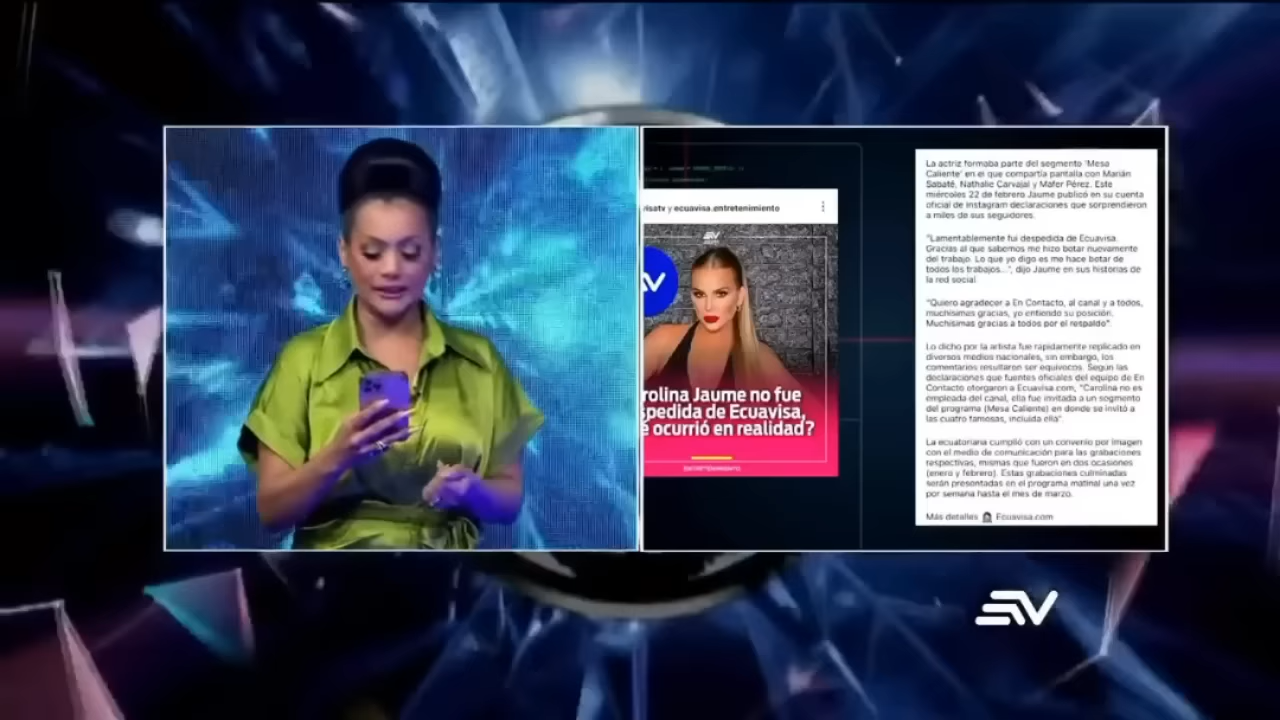 isatv y ecuavisa.entretenimiento
rolina Jaume no fue
spedida de Ecuavisa,
é ocurrió en realidad?
ENTRETENIMIENTO
La actriz formaba parte del segmento 'Mesa
Caliente' en el que compartía pantalla con Marián
Sabaté, Nathalie Carvajal y Mafer Pérez. Este
miércoles 22 de febrero Jaume publicó en su cuenta
oficial de Instagram declaraciones que sorprendieron
a miles de sus seguidores.
"Lamentablemente fui despedida de Ecuavisa.
Gracias al que sabemos me hizo botar nuevamente
del trabajo. Lo que yo digo es me hace botar de
todos los trabajos...", dijo Jaume en sus historias de
la red social
"Quiero agradecer a En Contacto, al canal y a todos,
muchísimas gracias, yo entiendo su posición.
Muchísimas gracias a todos por el respaldo"
Lo dicho por la artista fue rápidamente replicado en
diversos medios nacionales, sin embargo, los
comentarios resultaron ser equívocos. Según las
declaraciones que fuentes oficiales del equipo de En
Contacto otorgaron a Ecuavisa.com, "Carolina no es
empleada del canal, ella fue invitada a un segmento
del programa (Mesa Caliente) en donde se invitó a
las cuatro famosas, incluida ella".
La ecuatoriana cumplió con un convenio por imagen
con el medio de comunicación para las grabaciones
respectivas, mismas que fueron en dos ocasiones
(enero y febrero). Estas grabaciones culminadas
serán presentadas en el programa matinal una vez
por semana hasta el mes de marzo.
Más detalles Ecuavisa.com